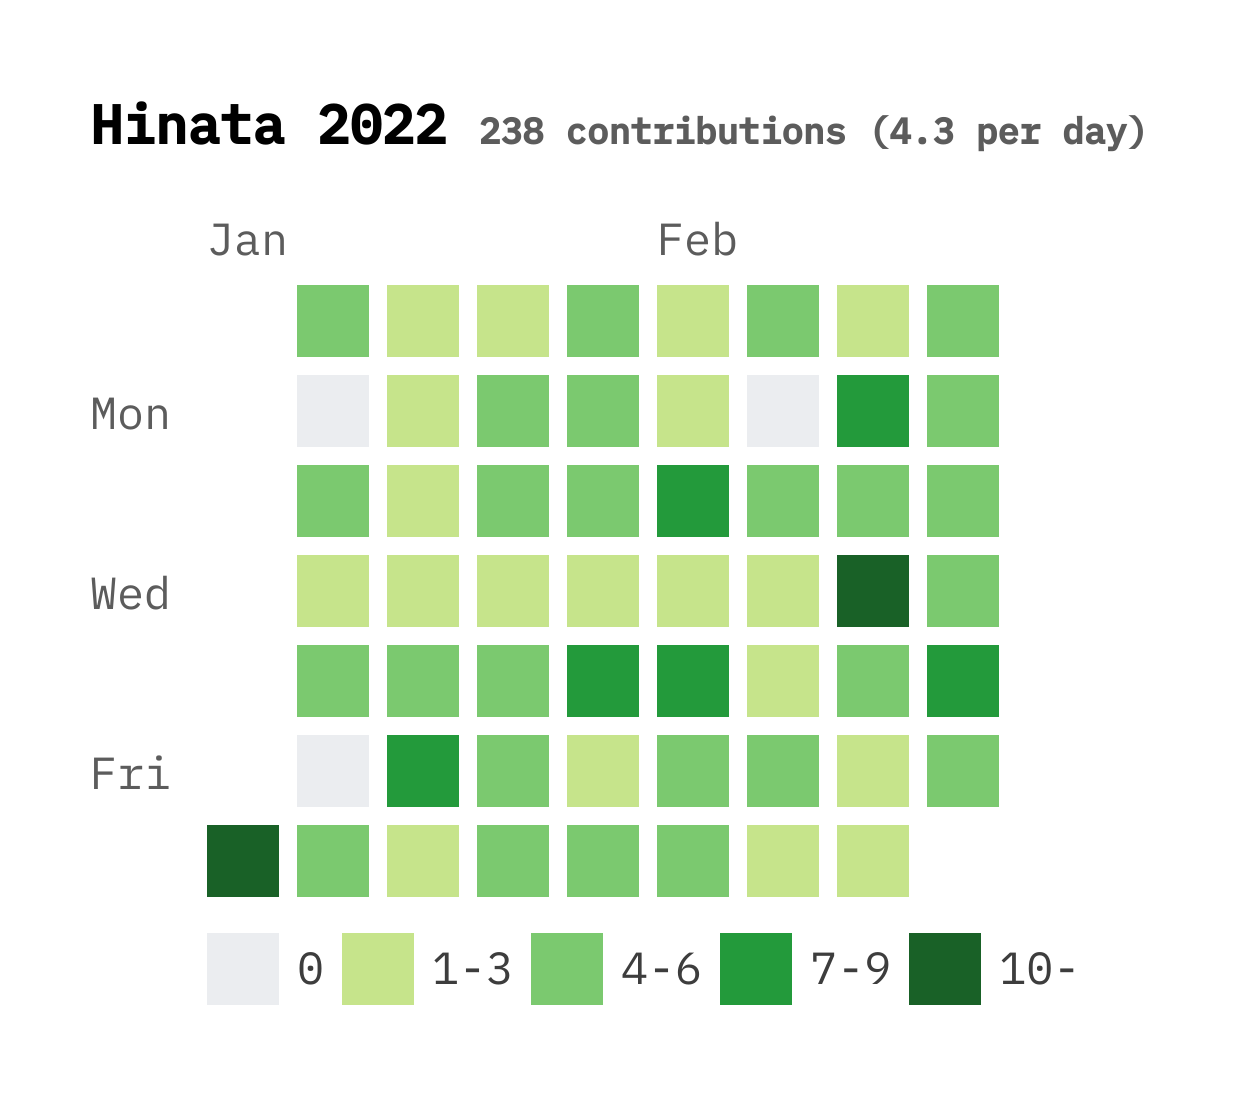 Hinata 2022 238 contributions (4.3 per day)
Jan Feb
Mon
Wed
Fri
0 1-3 4-6 7-9 10-